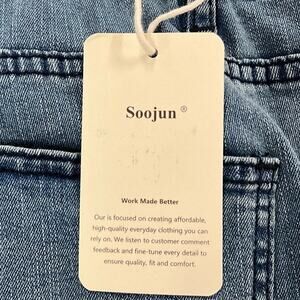 Soojun ®
Work Made Better
Our is focused on creating affordable,
high-quality everyday clothing you can
rely on. We listen to customer comment
feedback and fine-tune every detail to
ensure quality, fit and comfort.